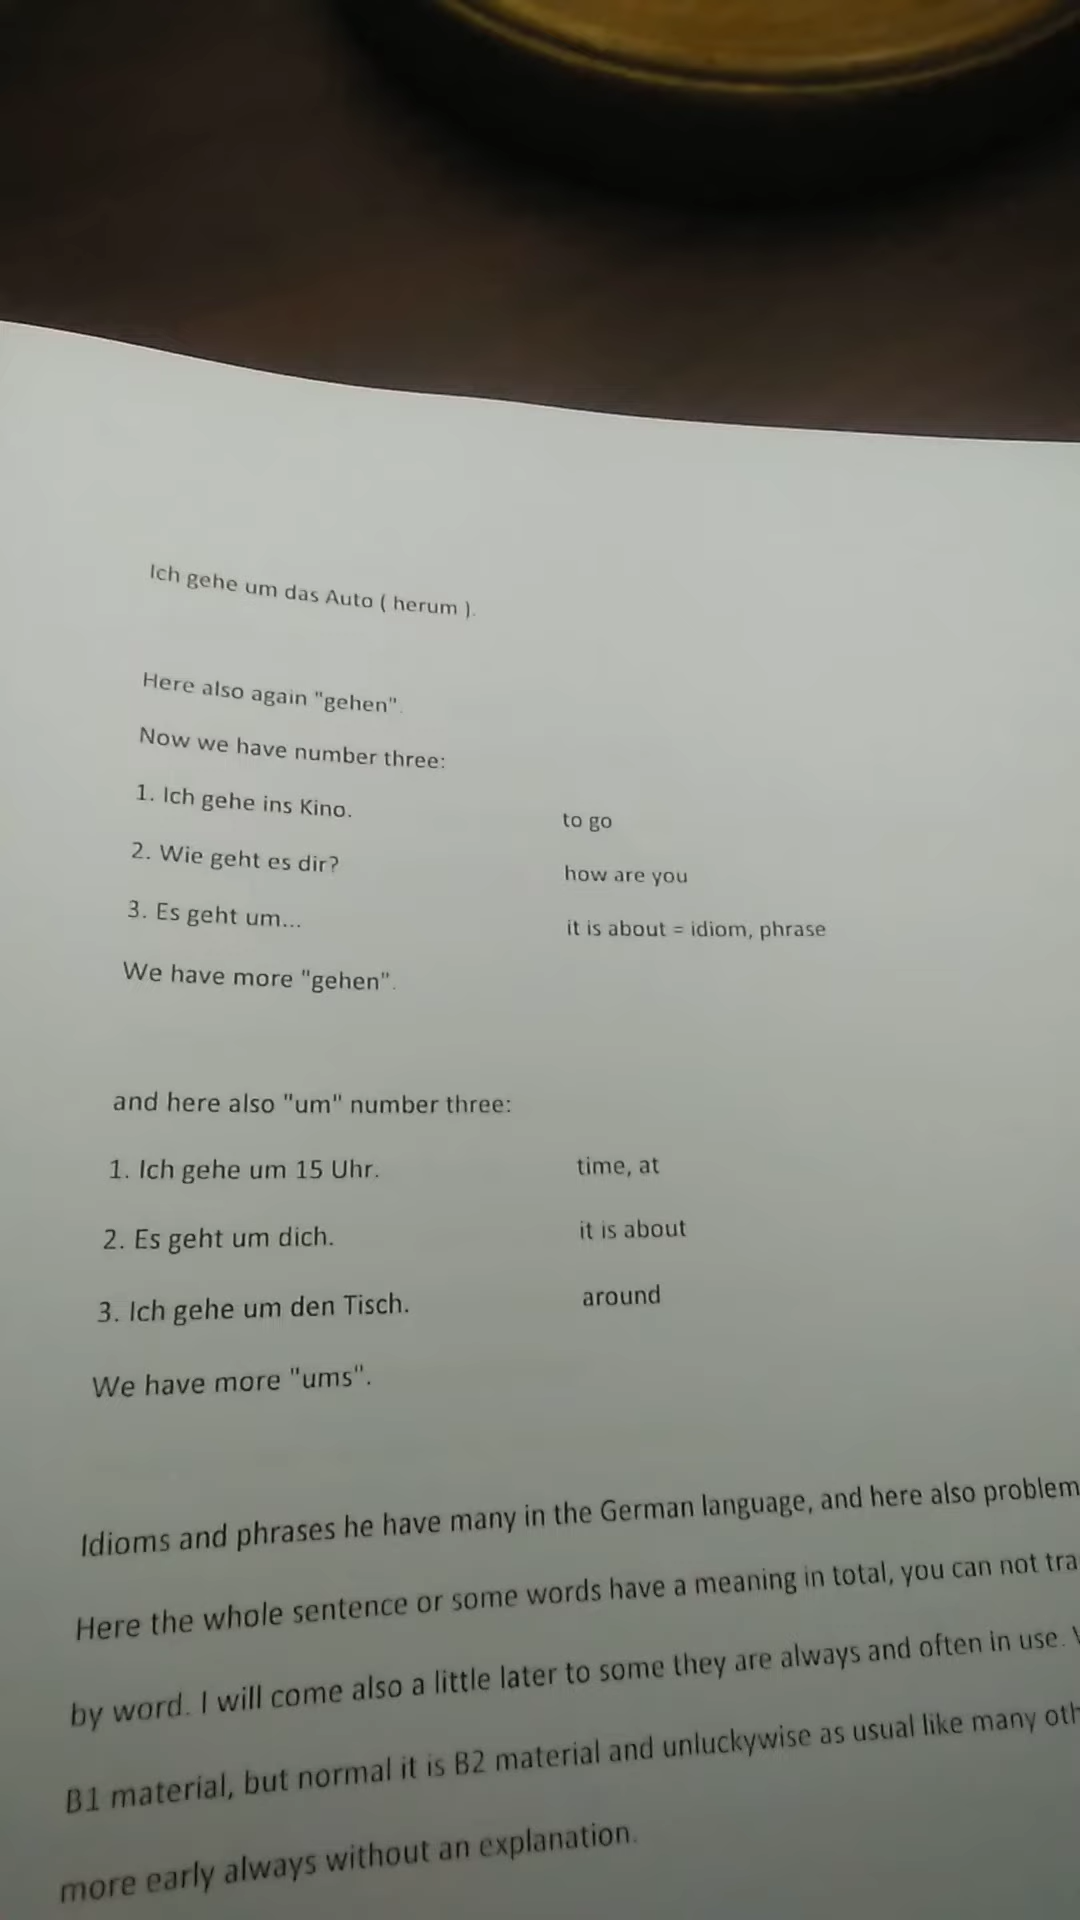 Ich gehe um das Auto ( herum ).
Here also again "gehen".
Now we have number three:
1. Ich gehe ins Kino. to go
2. Wie geht es dir? how are you
3. Es geht um... it is about = idiom, phrase
We have more "gehen".
and here also "um" number three:
1. Ich gehe um 15 Uhr. time, at
2. Es geht um dich. it is about
3. Ich gehe um den Tisch. around
We have more "ums".
Idioms and phrases he have many in the German language, and here also problem
Here the whole sentence or some words have a meaning in total, you can not tra
by word. I will come also a little later to some they are always and often in use.
B1 material, but normal it is B2 material and unluckywise as usual like many oth
more early always without an explanation.